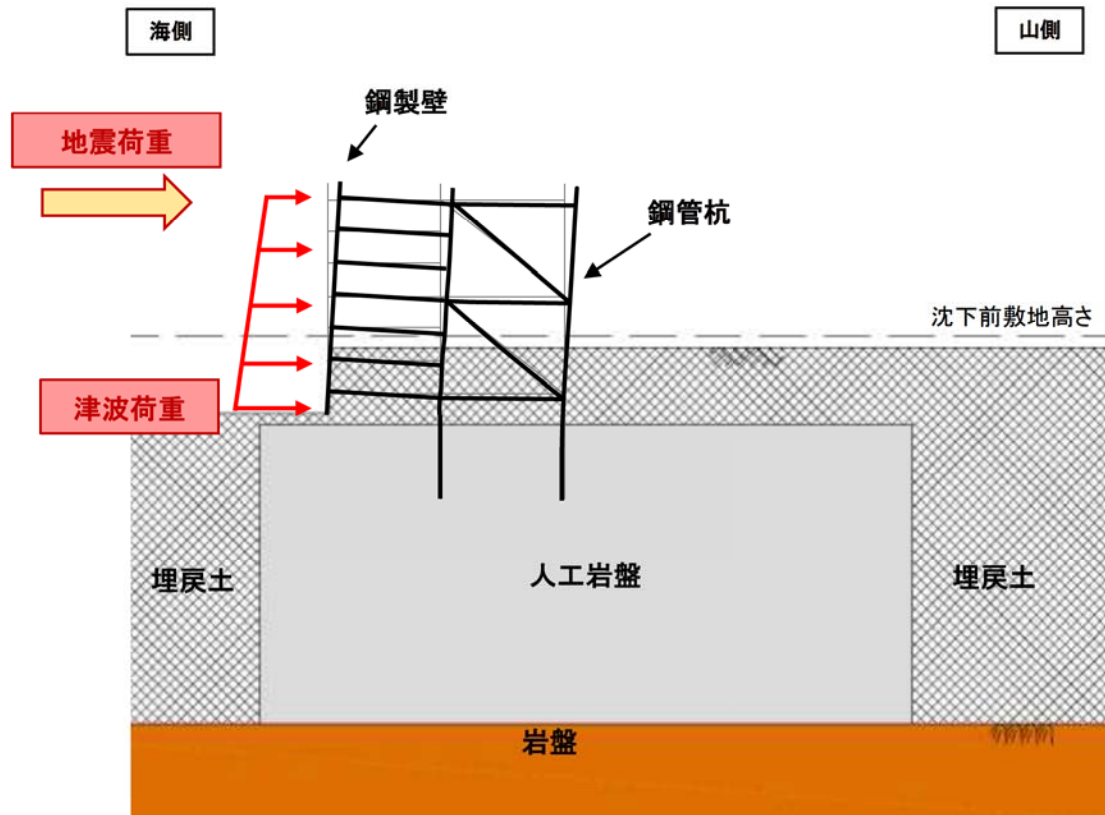 海側
山側
鋼製壁
地震荷重
鋼管杭
沈下前敷地高さ
津波荷重
埋戻土
人工岩盤
埋戻土
岩盤